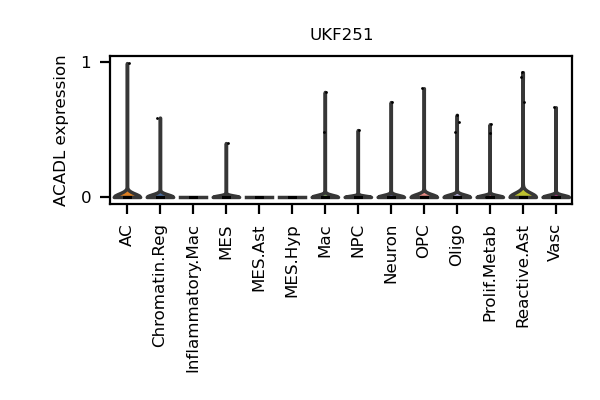 UKF251
ACADL expression
1
0
AC
Chromatin.Reg
Inflammatory.Mac
MES
MES.Ast
MES.Hyp
Mac
NPC
Neuron
OPC
Oligo
Prolif.Metab
Reactive.Ast
Vasc